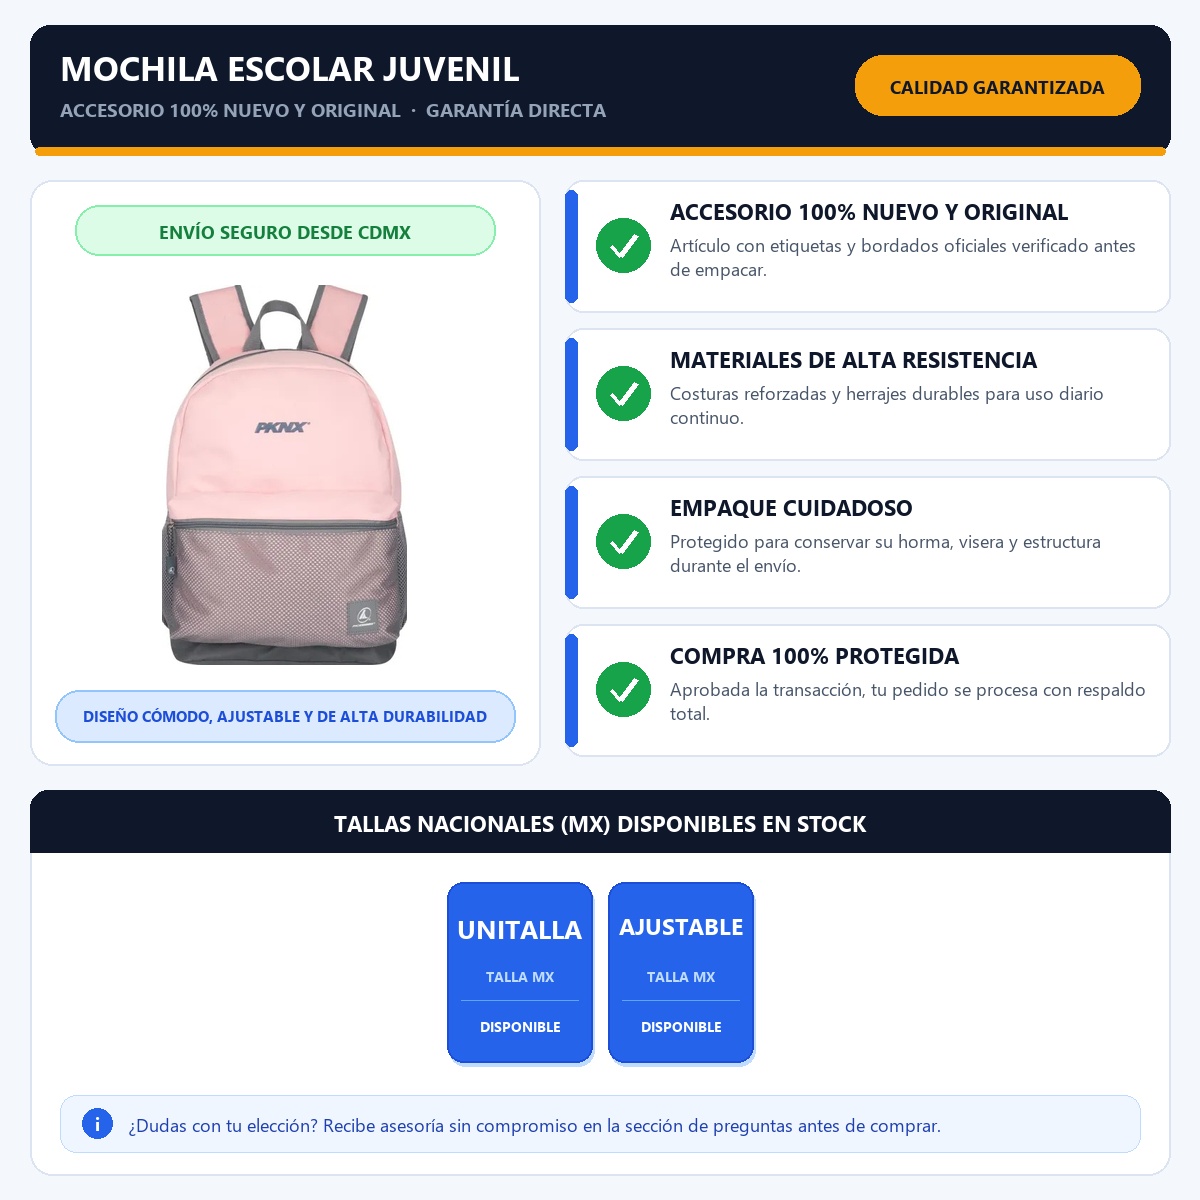 MOCHILA ESCOLAR JUVENIL
ACCESORIO 100% NUEVO Y ORIGINAL · GARANTÍA DIRECTA
CALIDAD GARANTIZADA
ENVÍO SEGURO DESDE CDMX
PKNX
DISEÑO CÓMODO, AJUSTABLE Y DE ALTA DURABILIDAD
ACCESORIO 100% NUEVO Y ORIGINAL
Artículo con etiquetas y bordados oficiales verificado antes
de empacar.
MATERIALES DE ALTA RESISTENCIA
Costuras reforzadas y herrajes durables para uso diario
continuo.
EMPAQUE CUIDADOSO
Protegido para conservar su horma, visera y estructura
durante el envío.
COMPRA 100% PROTEGIDA
Aprobada la transacción, tu pedido se procesa con respaldo
total.
TALLAS NACIONALES (MX) DISPONIBLES EN STOCK
UNITALLA
TALLA MX
DISPONIBLE
AJUSTABLE
TALLA MX
DISPONIBLE
¿Dudas con tu elección? Recibe asesoría sin compromiso en la sección de preguntas antes de comprar.